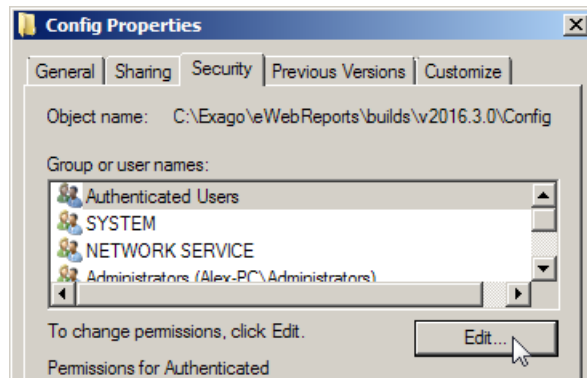 Config Properties
General Sharing Security Previous Versions Customize
Object name: C:\Exago\eWebReports\builds\v2016.3.0\Config
Group or user names:
Authenticated Users
SYSTEM
NETWORK SERVICE
Administrators (Alex-PC\Administrators)
To change permissions, click Edit.
Edit...
Permissions for Authenticated